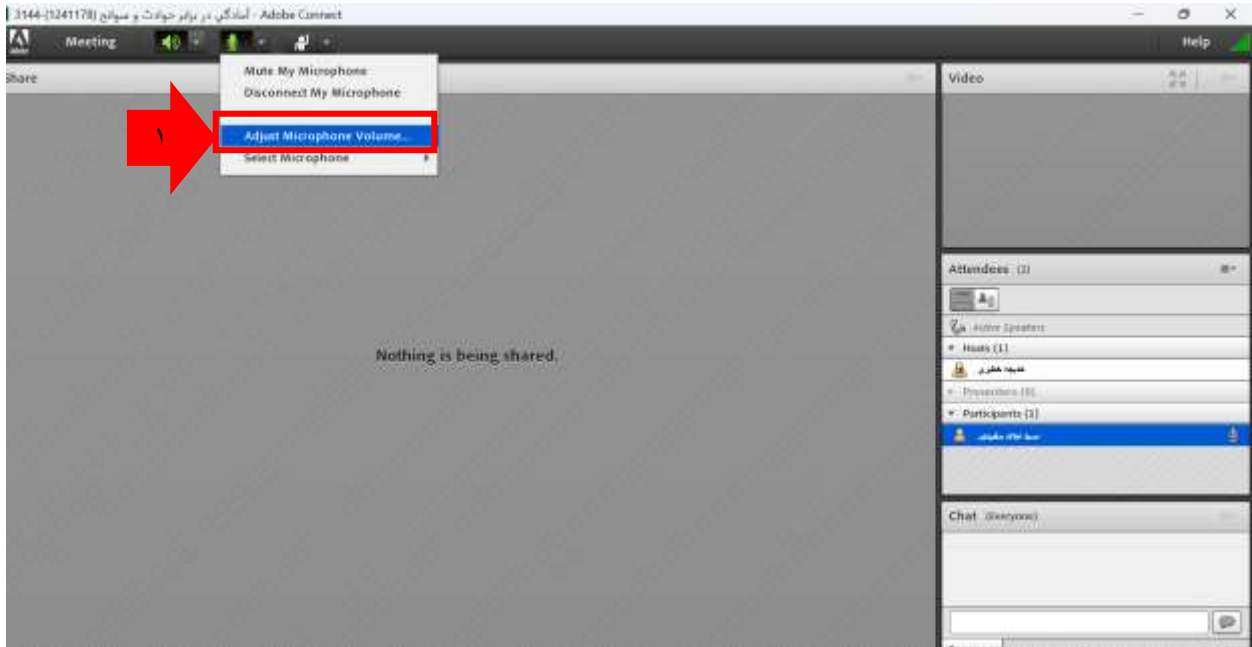 آمادگی در برابر حوادث و سوانح (1241178)-3144 - Adobe Connect
Meeting
Help
Share
Mute My Microphone
Disconnect My Microphone
Adjust Microphone Volume...
Select Microphone
۱
Nothing is being shared.
Video
Attendees (2)
Active Speakers
Hosts (1)
Presenters (0)
Participants (1)
Chat (Everyone)